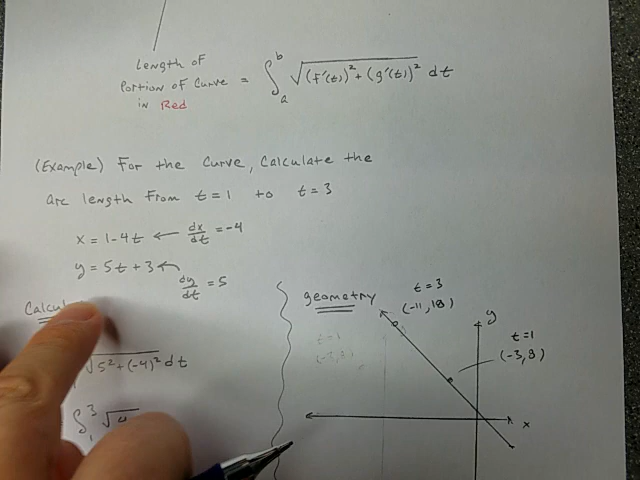 Length of
Portion of Curve = ∫_a^b √((f'(t))² + (g'(t))²) dt
in Red
(Example) For the Curve, Calculate the
arc length From t=1 to t=3
x = 1-4t ← dx/dt = -4
y = 5t+3 ← dy/dt = 5
√(5²+(-4)²) dt
∫_1^3
geometry
t=3
(-11,18)
y
t=1
(-3,8)
x